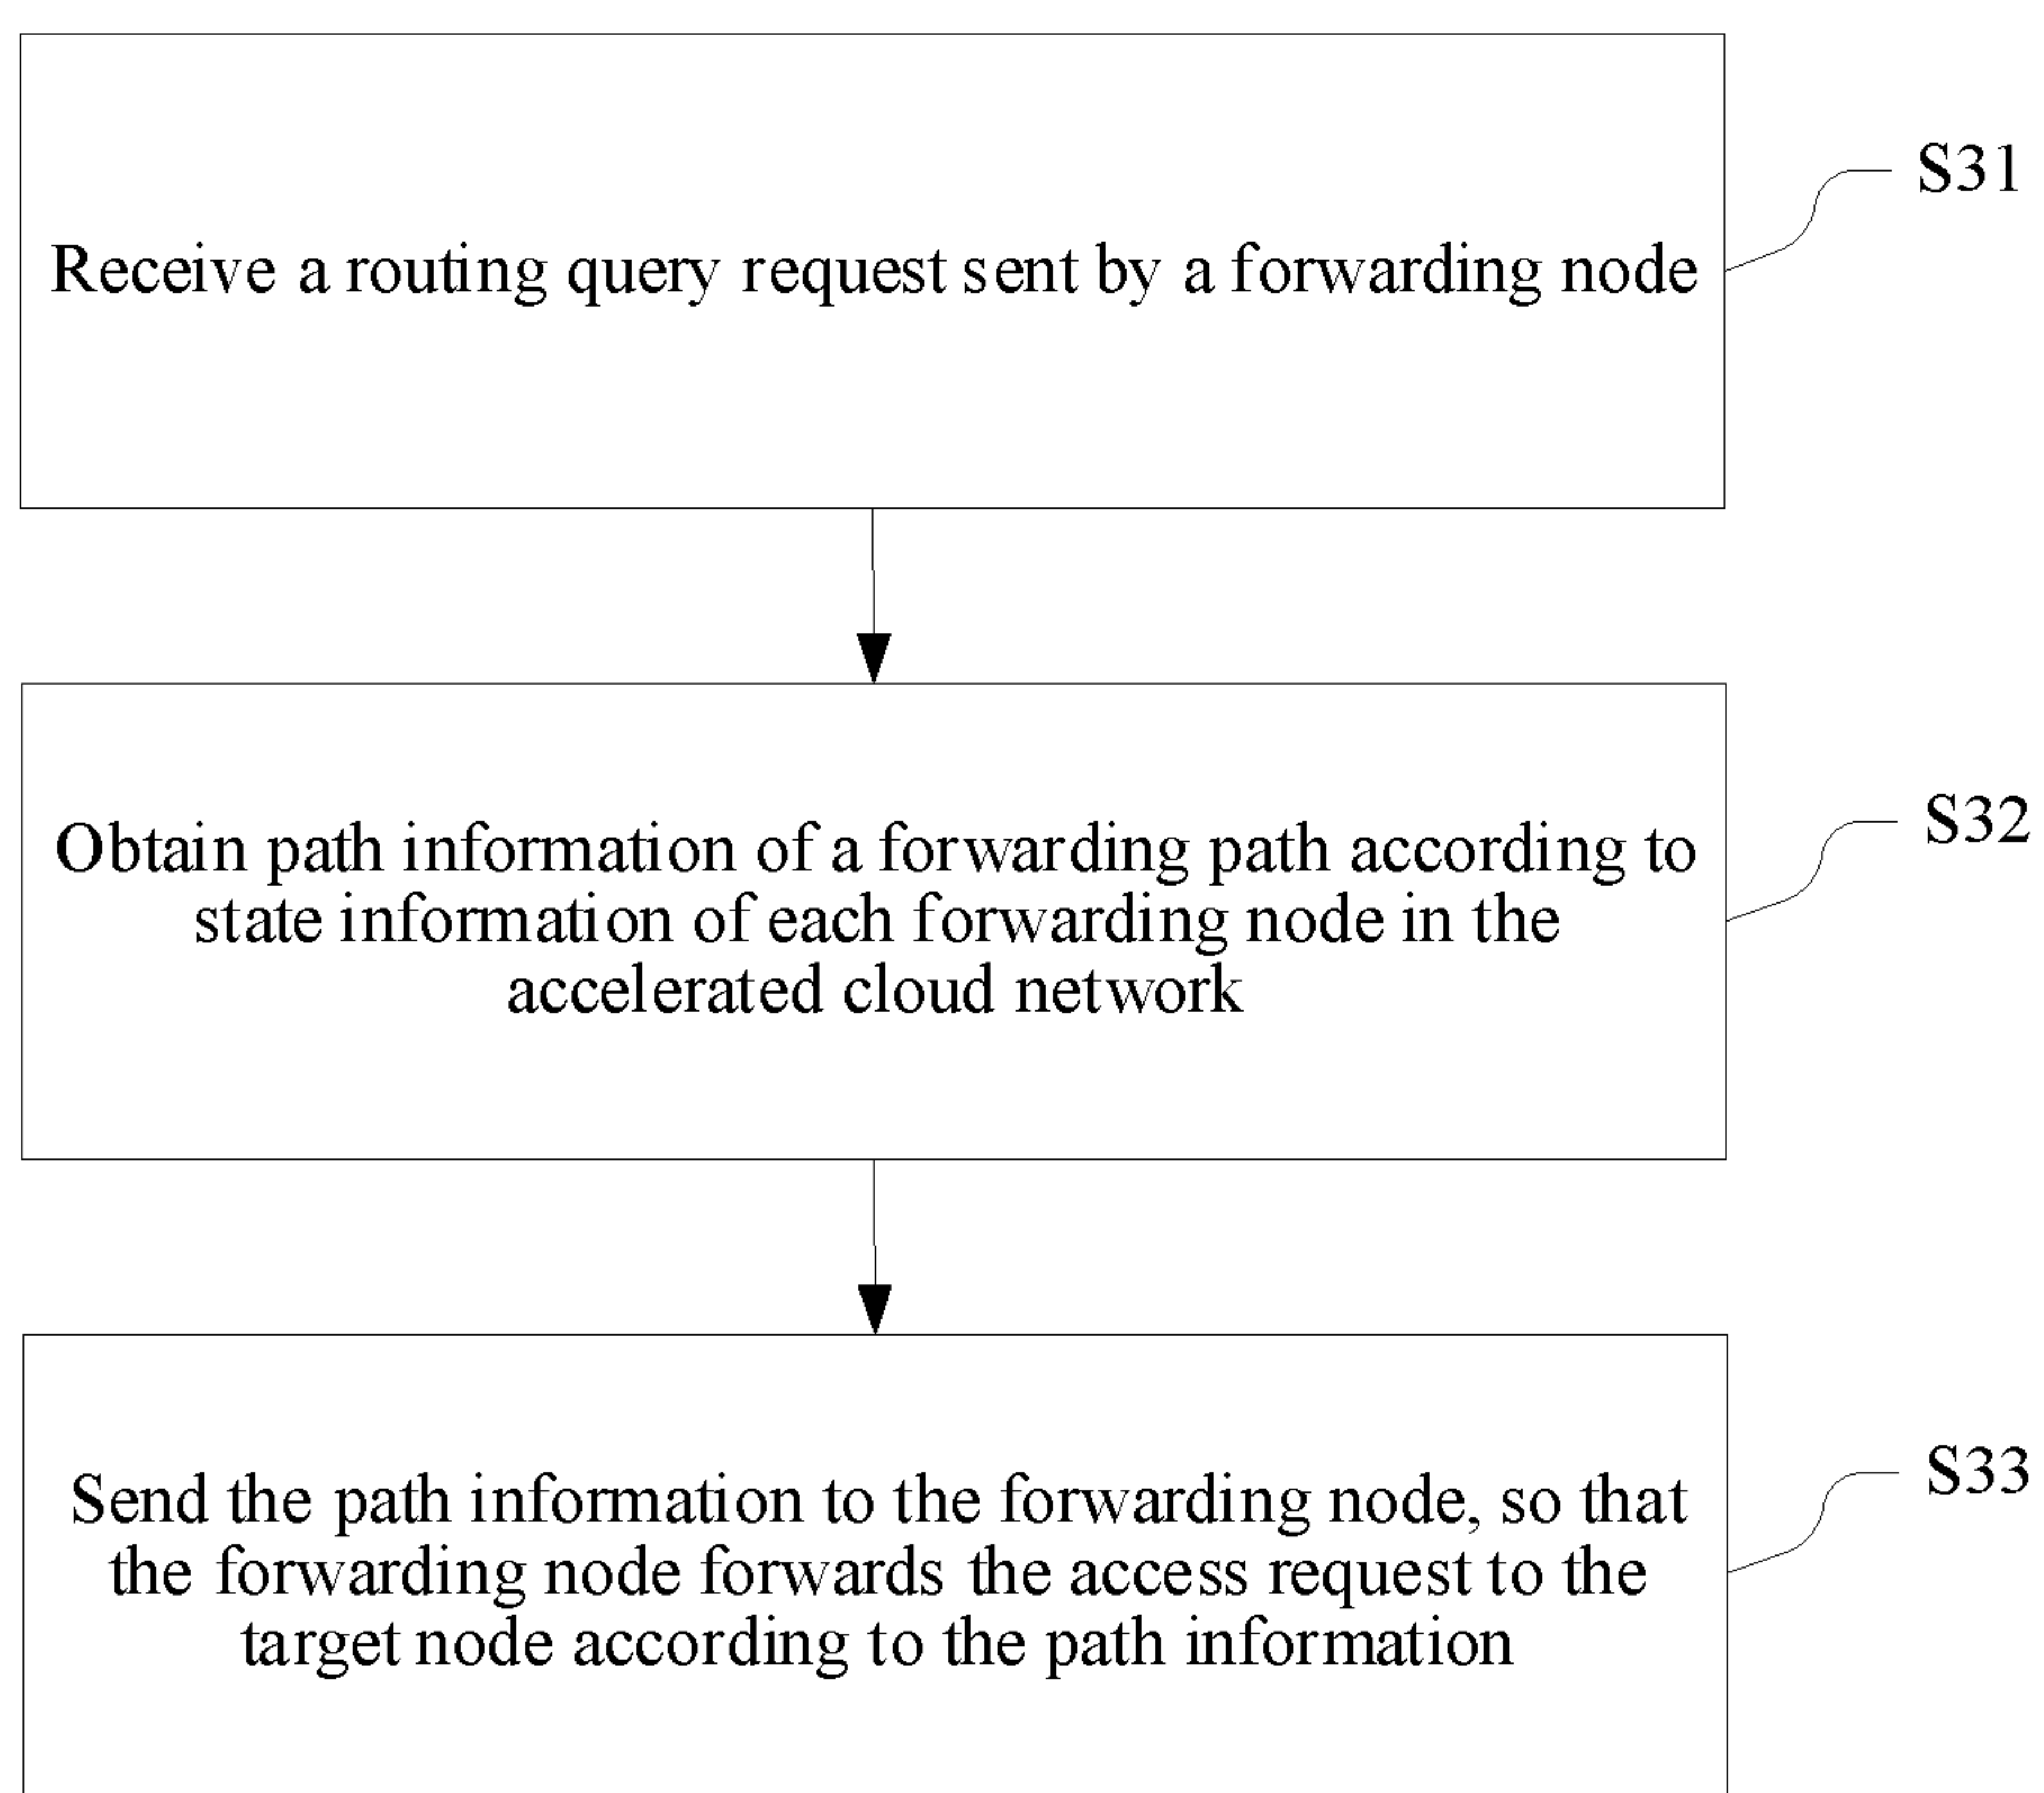 S31
Receive a routing query request sent by a forwarding node
S32
Obtain path information of a forwarding path according to
state information of each forwarding node in the
accelerated cloud network
S33
Send the path information to the forwarding node, so that
the forwarding node forwards the access request to the
target node according to the path information